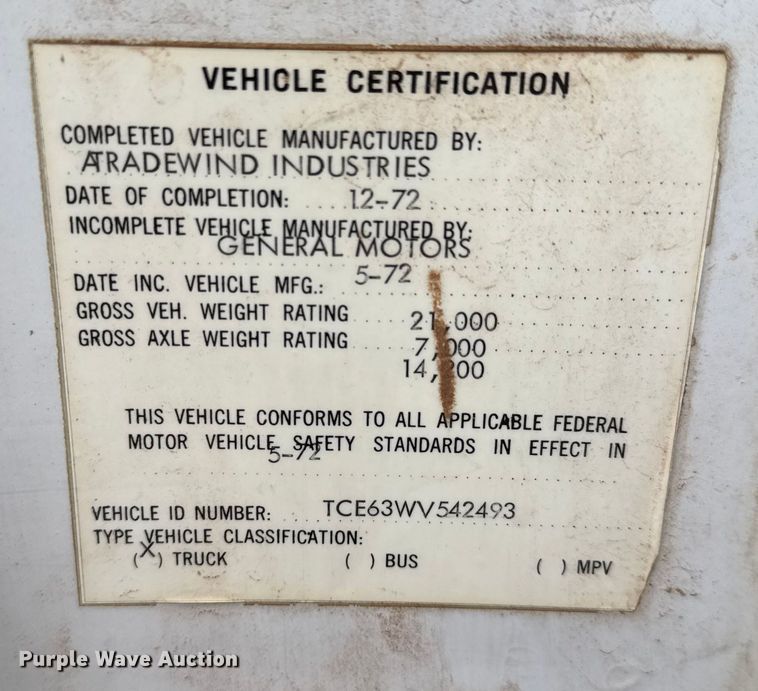 VEHICLE CERTIFICATION
COMPLETED VEHICLE MANUFACTURED BY:
ATRADEWIND INDUSTRIES
DATE OF COMPLETION: 12-72
INCOMPLETE VEHICLE MANUFACTURED BY:
GENERAL MOTORS
DATE INC. VEHICLE MFG.: 5-72
GROSS VEH. WEIGHT RATING 21,000
GROSS AXLE WEIGHT RATING 7,000
14,200
THIS VEHICLE CONFORMS TO ALL APPLICABLE FEDERAL
MOTOR VEHICLE SAFETY STANDARDS IN EFFECT IN
5-72
VEHICLE ID NUMBER: TCE63WV542493
TYPE VEHICLE CLASSIFICATION:
(X) TRUCK ( ) BUS ( ) MPV
Purple Wave Auction